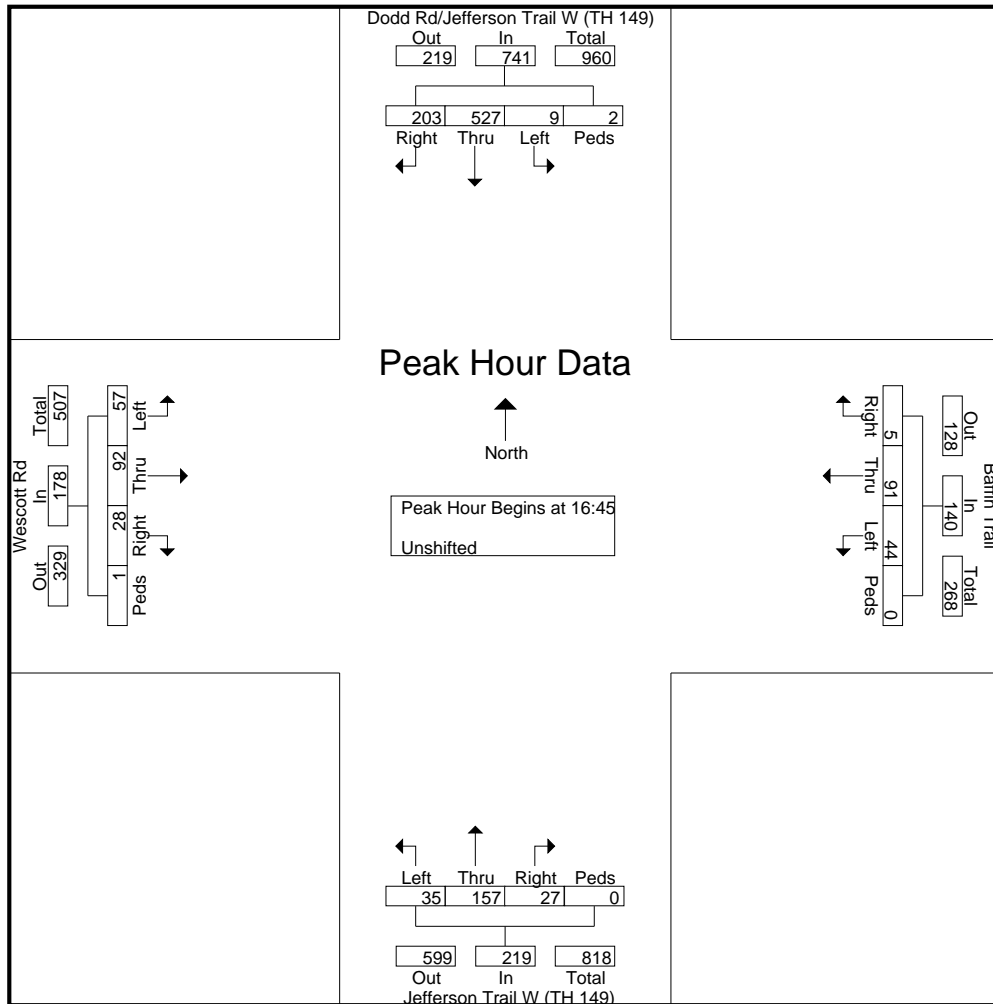 Dodd Rd/Jefferson Trail W (TH 149)
Out In Total
219 741 960
203 527 9 2
Right Thru Left Peds
Peak Hour Data
North
Peak Hour Begins at 16:45
Unshifted
Wescott Rd
Total In Out
507 178 329
57 92 28 1
Left Thru Right Peds
Right Thru Left Peds
5 91 44 0
Out In Total
128 140 268
Trail
Left Thru Right Peds
35 157 27 0
599 219 818
Out In Total
Jefferson Trail W (TH 149)